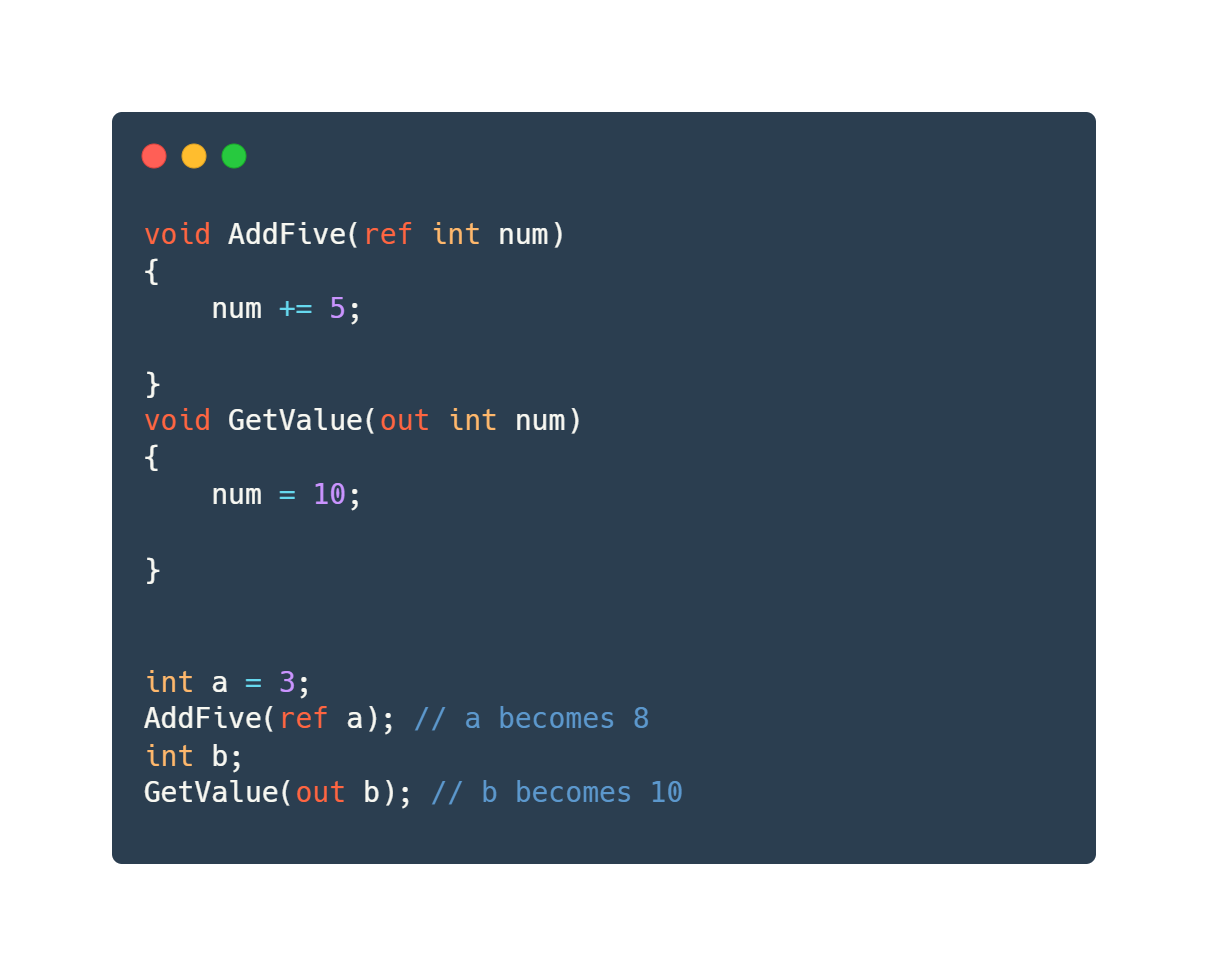 void AddFive(ref int num)
{
    num += 5;
}
void GetValue(out int num)
{
    num = 10;
}
int a = 3;
AddFive(ref a); // a becomes 8
int b;
GetValue(out b); // b becomes 10